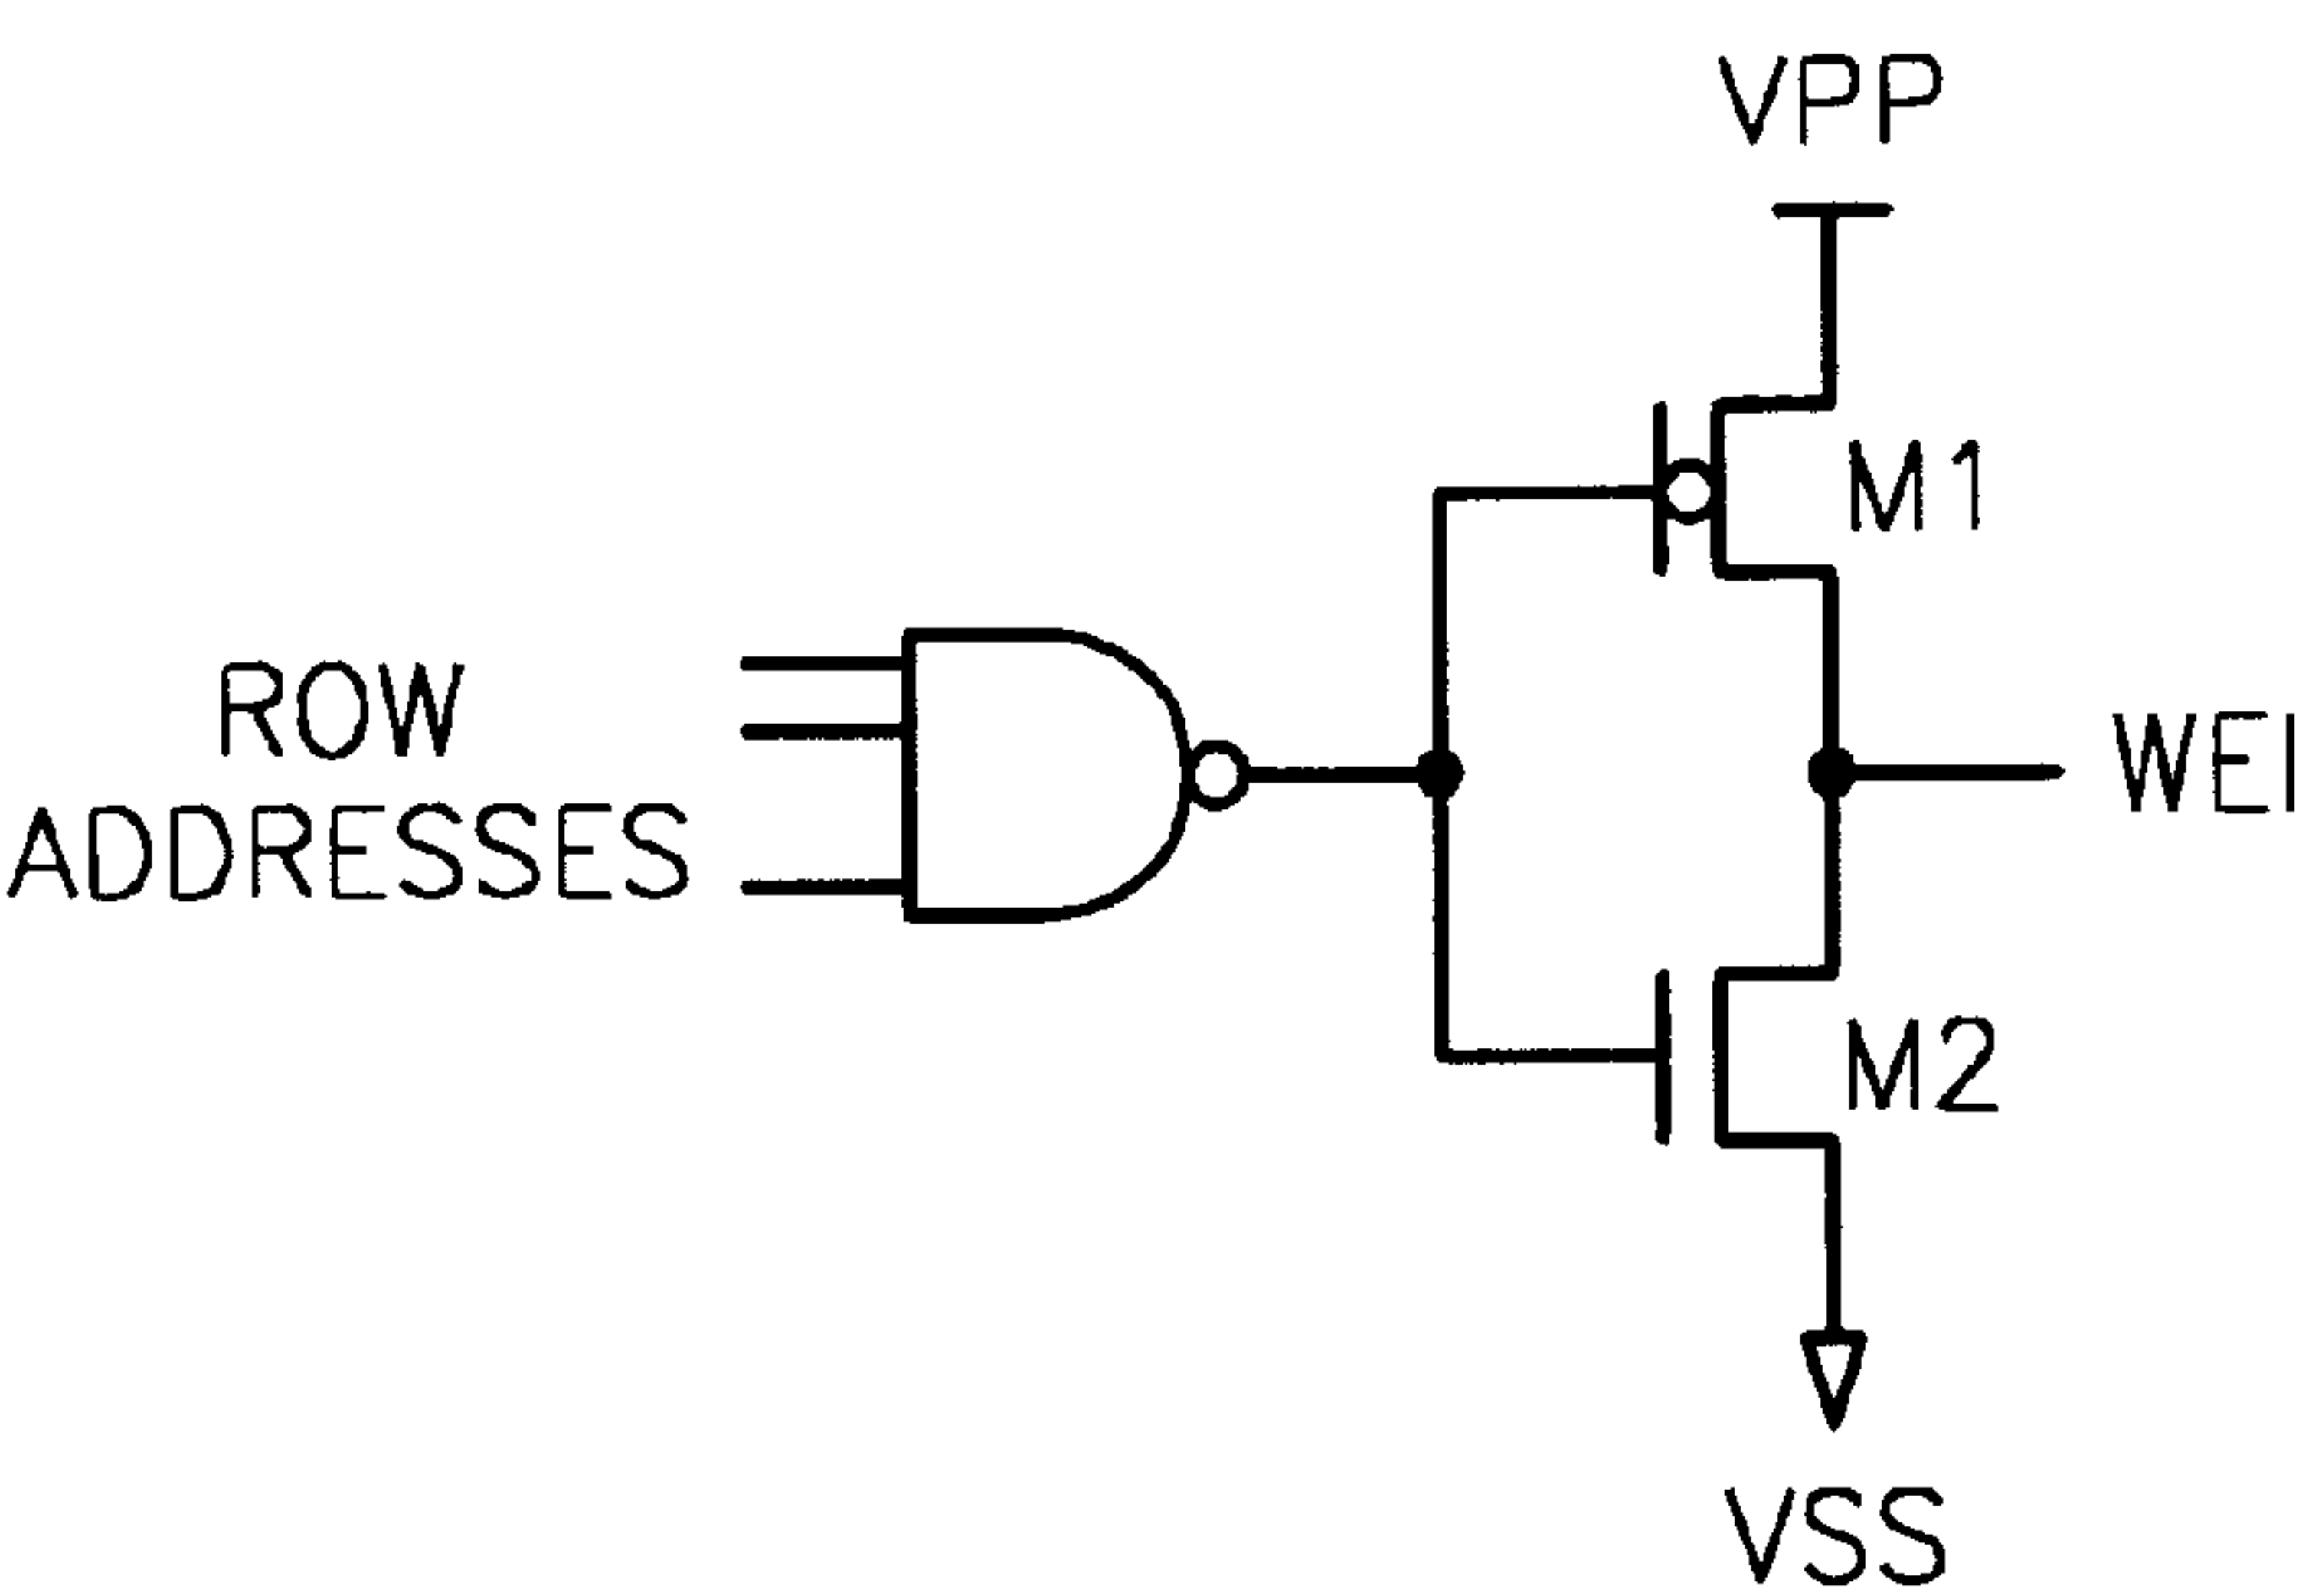 VPP
M1
ROW
ADDRESSES
WEI
M2
VSS